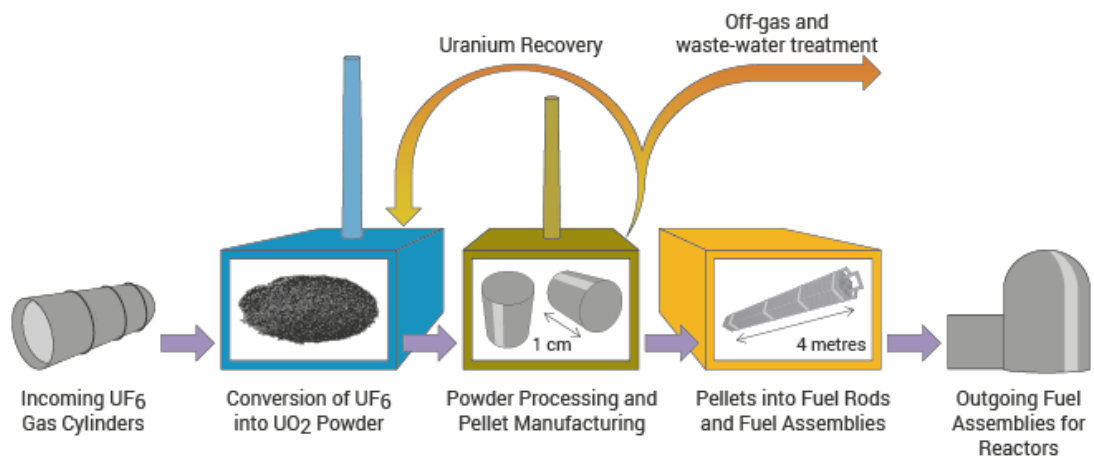 Off-gas and
waste-water treatment
Uranium Recovery
1 cm
4 metres
Incoming UF6
Gas Cylinders
Conversion of UF6
into UO2 Powder
Powder Processing and
Pellet Manufacturing
Pellets into Fuel Rods
and Fuel Assemblies
Outgoing Fuel
Assemblies for
Reactors